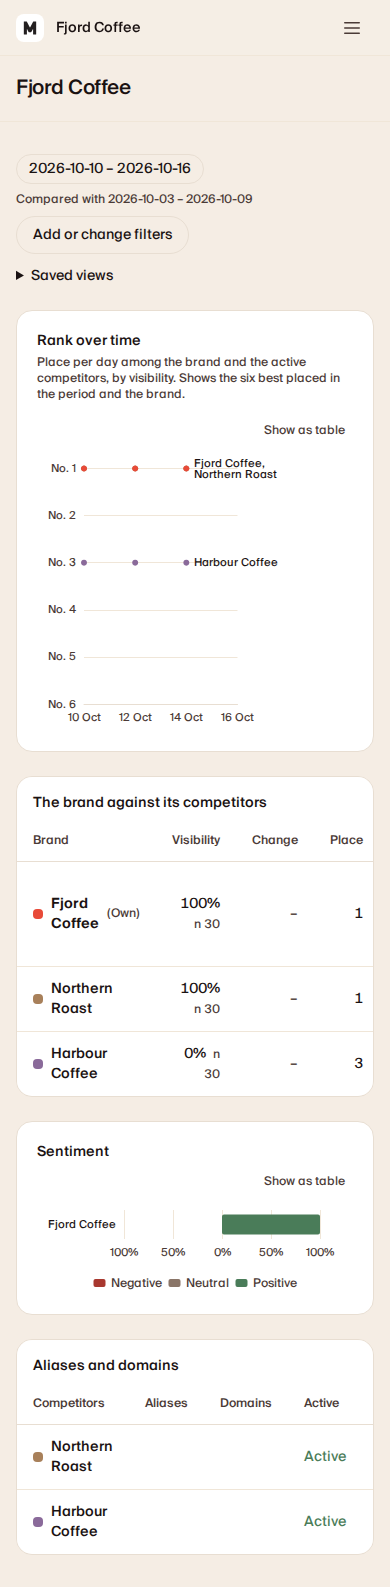 M Fjord Coffee
Fjord Coffee
2026-10-10 – 2026-10-16
Compared with 2026-10-03 – 2026-10-09
Add or change filters
Saved views
Rank over time
Place per day among the brand and the active
competitors, by visibility. Shows the six best placed in
the period and the brand.
Show as table
No. 1
Fjord Coffee,
Northern Roast
No. 2
No. 3
Harbour Coffee
No. 4
No. 5
No. 6
10 Oct 12 Oct 14 Oct 16 Oct
The brand against its competitors
Brand Visibility Change Place
Fjord
Coffee
(Own)
100%
n 30
–
1
Northern
Roast
100%
n 30
–
1
Harbour
Coffee
0% n
30
–
3
Sentiment
Show as table
Fjord Coffee
100% 50% 0% 50% 100%
Negative Neutral Positive
Aliases and domains
Competitors Aliases Domains Active
Northern
Roast
Active
Harbour
Coffee
Active